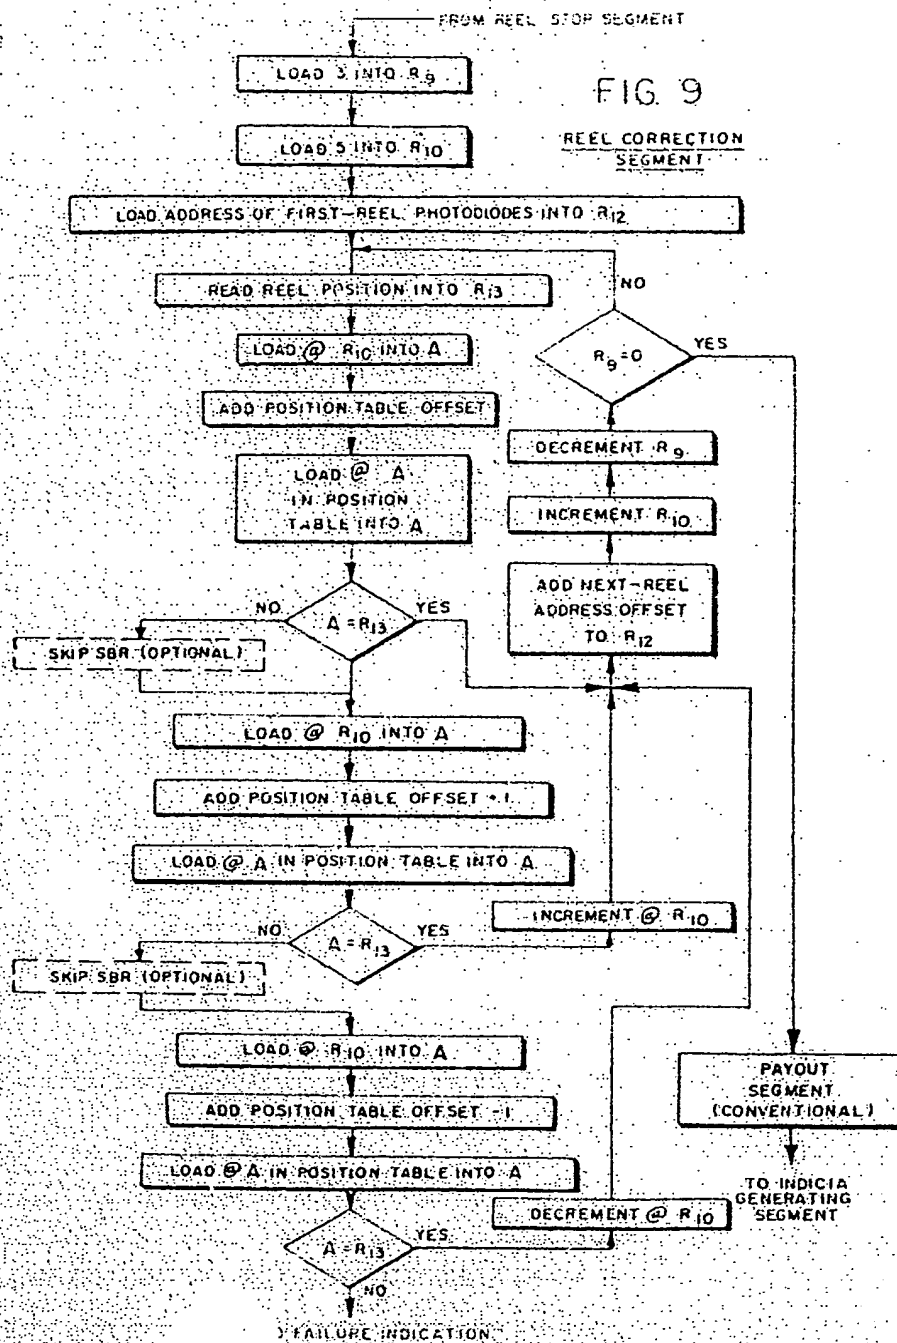 FROM REEL STOP SEGMENT
LOAD 3 INTO R9
FIG. 9
REEL CORRECTION
SEGMENT
LOAD 5 INTO R10
LOAD ADDRESS OF FIRST-REEL PHOTODIODES INTO R12
READ REEL POSITION INTO R13
NO
LOAD @ R10 INTO A
R9=0
YES
ADD POSITION TABLE OFFSET
DECREMENT R9
LOAD @ A
IN POSITION
TABLE INTO A
INCREMENT R10
ADD NEXT-REEL
ADDRESS OFFSET
TO R12
NO
A=R13
YES
SKIP SBR (OPTIONAL)
LOAD @ R10 INTO A
ADD POSITION TABLE OFFSET +1
LOAD @ A IN POSITION TABLE INTO A
INCREMENT @ R10
NO
A=R13
YES
SKIP SBR (OPTIONAL)
LOAD @ R10 INTO A
PAYOUT
SEGMENT
(CONVENTIONAL)
ADD POSITION TABLE OFFSET -1
LOAD @ A IN POSITION TABLE INTO A
TO INDICIA
GENERATING
SEGMENT
DECREMENT @ R10
A=R13
YES
NO
FAILURE INDICATION